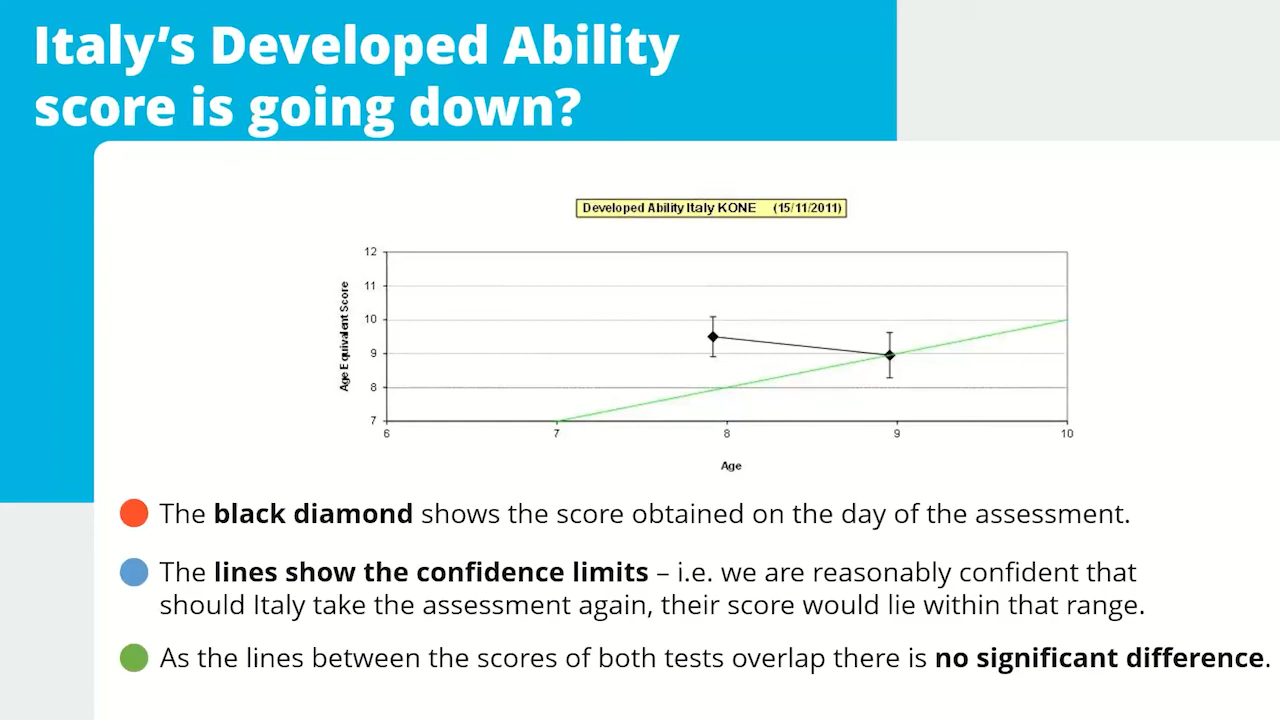 Italy’s Developed Ability
score is going down?
Developed Ability Italy KONE (15/11/2011)
12
11
10
9
8
7
Age Equivalent Score
6
7
8
9
10
Age
The black diamond shows the score obtained on the day of the assessment.
The lines show the confidence limits – i.e. we are reasonably confident that
should Italy take the assessment again, their score would lie within that range.
As the lines between the scores of both tests overlap there is no significant difference.